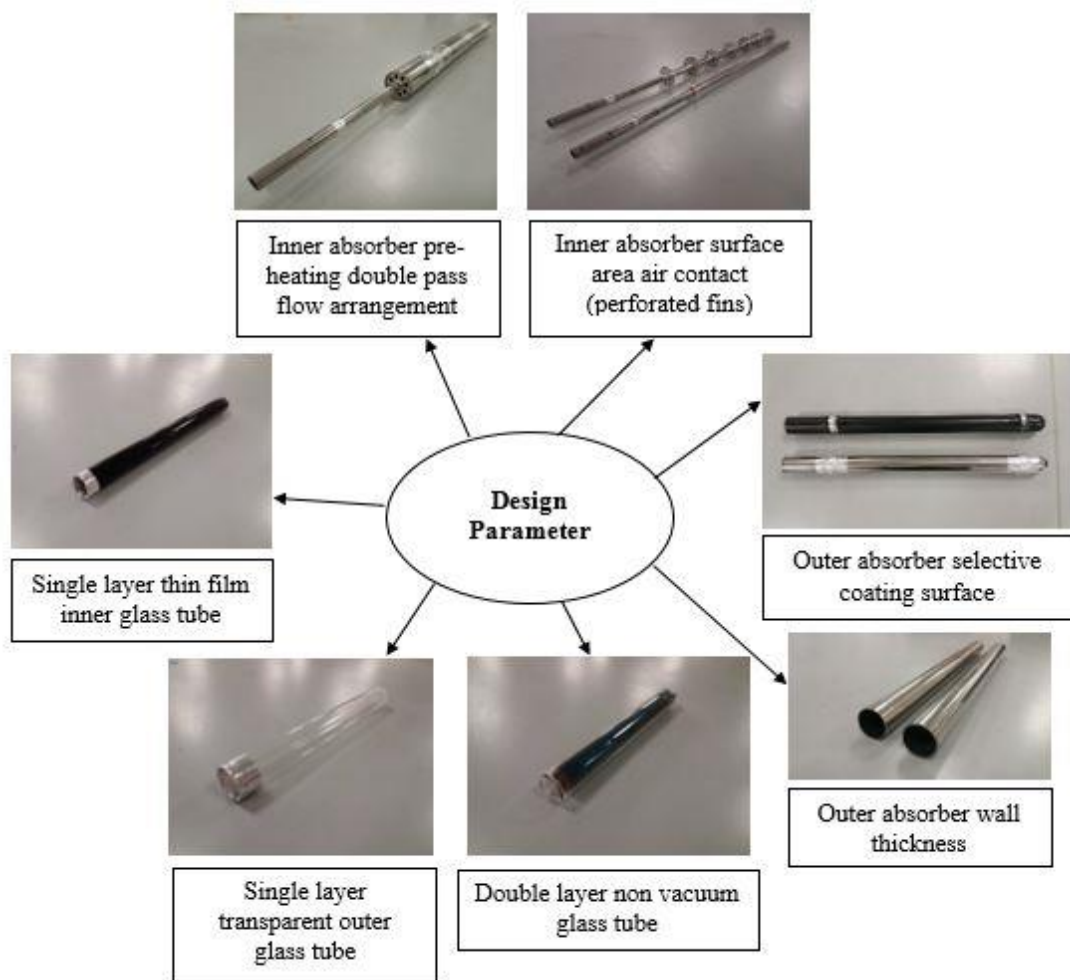 Inner absorber pre-
heating double pass
flow arrangement
Inner absorber surface
area air contact
(perforated fins)
Single layer thin film
inner glass tube
Design
Parameter
Outer absorber selective
coating surface
Outer absorber wall
thickness
Single layer
transparent outer
glass tube
Double layer non vacuum
glass tube